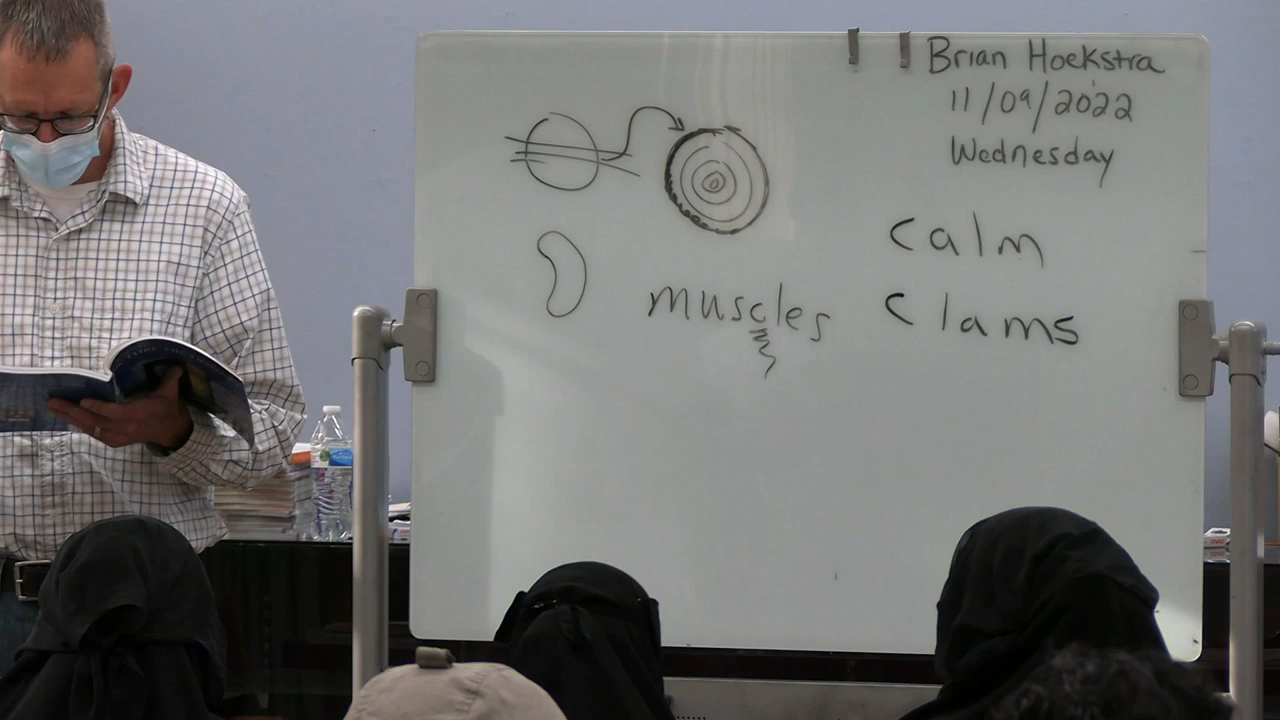 Brian Hoekstra
11/09/2022
Wednesday
calm
muscles clams